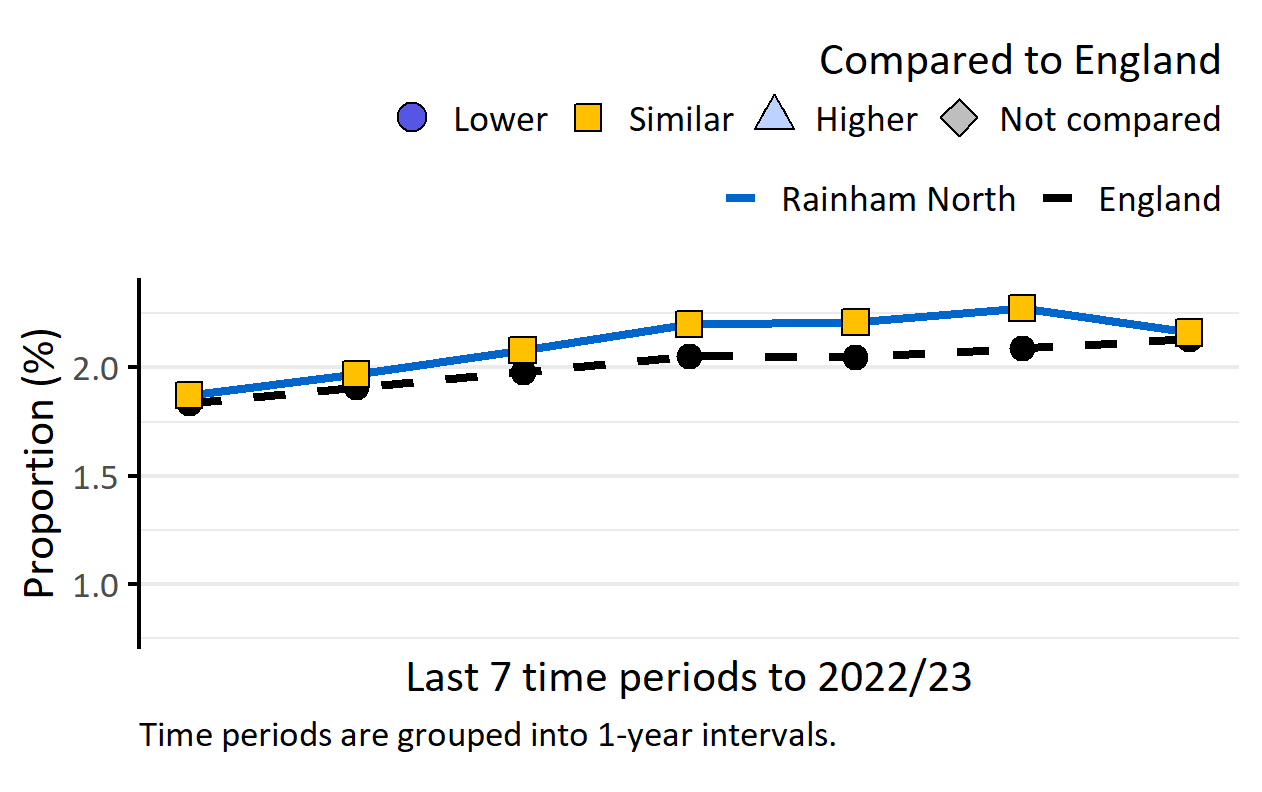 Compared to England
Lower Similar Higher Not compared
Rainham North England
Proportion (%)
2.0
1.5
1.0
Last 7 time periods to 2022/23
Time periods are grouped into 1-year intervals.